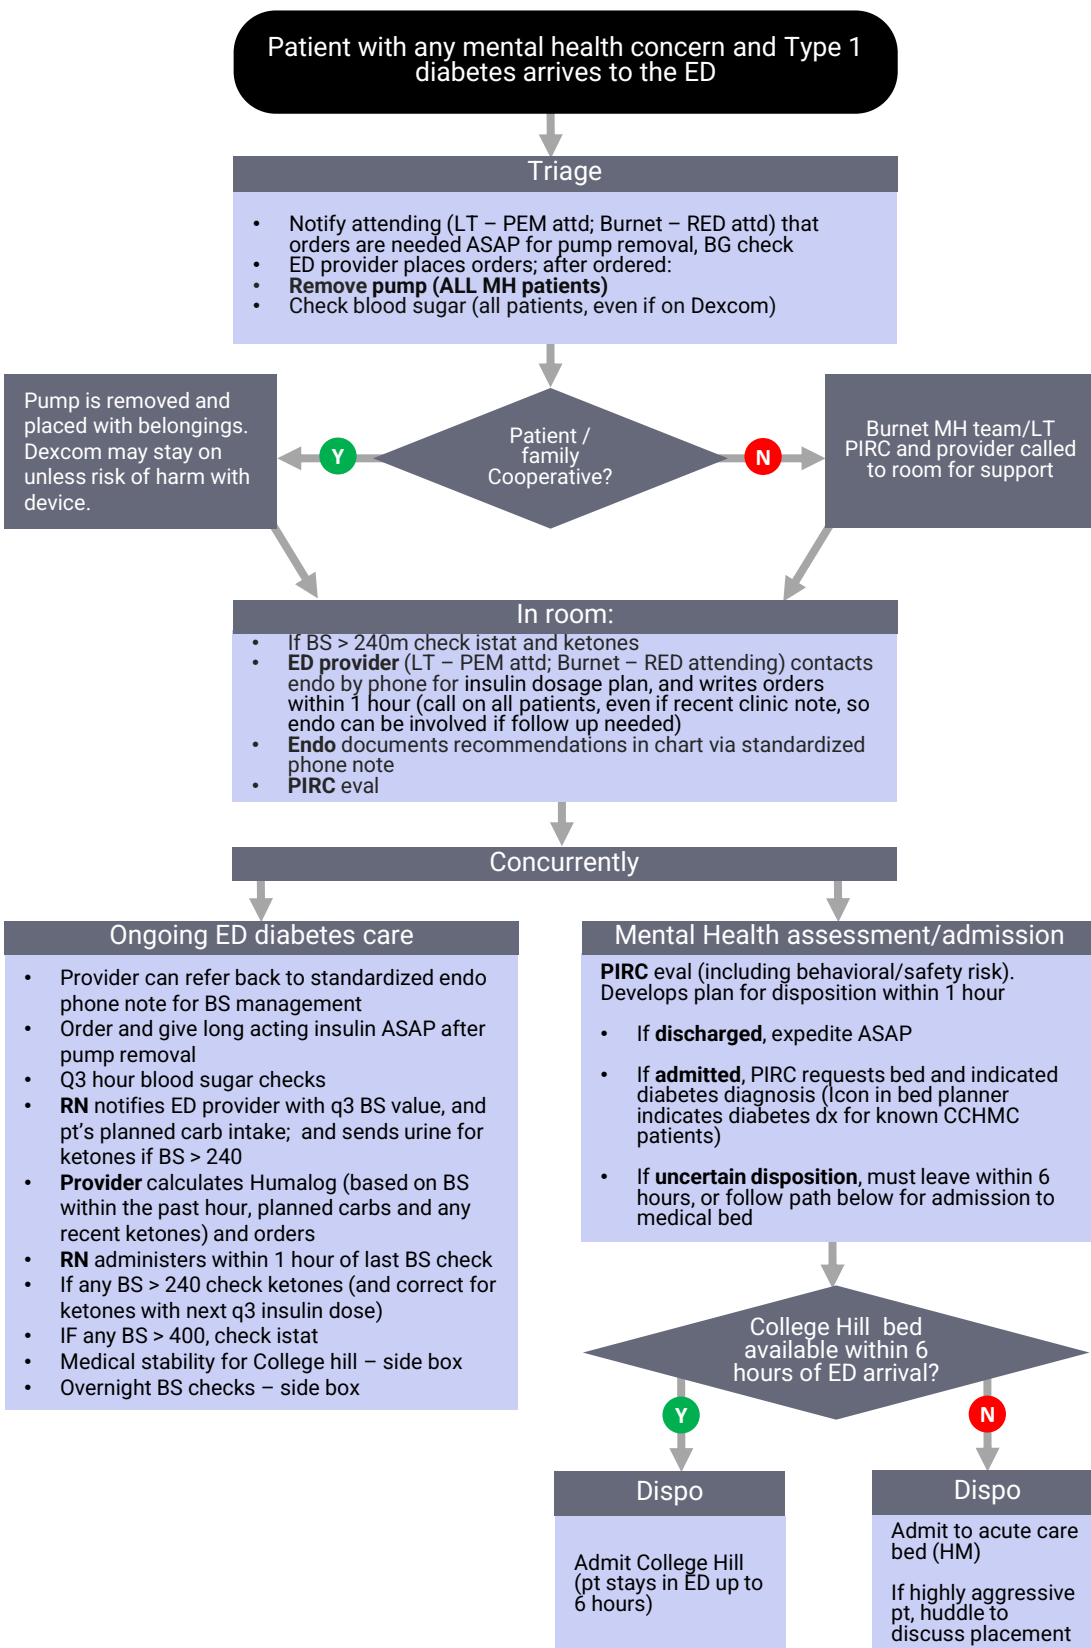 Patient with any mental health concern and Type 1
diabetes arrives to the ED
Triage
• Notify attending (LT – PEM attd; Burnet – RED attd) that
orders are needed ASAP for pump removal, BG check
• ED provider places orders; after ordered:
• Remove pump (ALL MH patients)
• Check blood sugar (all patients, even if on Dexcom)
Pump is removed and
placed with belongings.
Dexcom may stay on
unless risk of harm with
device.
Y
Patient /
family
Cooperative?
N
Burnet MH team/LT
PIRC and provider called
to room for support
In room:
• If BS > 240m check istat and ketones
• ED provider (LT – PEM attd; Burnet – RED attending) contacts
endo by phone for insulin dosage plan, and writes orders
within 1 hour (call on all patients, even if recent clinic note, so
endo can be involved if follow up needed)
• Endo documents recommendations in chart via standardized
phone note
• PIRC eval
Concurrently
Ongoing ED diabetes care
• Provider can refer back to standardized endo
phone note for BS management
• Order and give long acting insulin ASAP after
pump removal
• Q3 hour blood sugar checks
• RN notifies ED provider with q3 BS value, and
pt's planned carb intake; and sends urine for
ketones if BS > 240
• Provider calculates Humalog (based on BS
within the past hour, planned carbs and any
recent ketones) and orders
• RN administers within 1 hour of last BS check
• If any BS > 240 check ketones (and correct for
ketones with next q3 insulin dose)
• IF any BS > 400, check istat
• Medical stability for College hill – side box
• Overnight BS checks – side box
Mental Health assessment/admission
PIRC eval (including behavioral/safety risk).
Develops plan for disposition within 1 hour
• If discharged, expedite ASAP
• If admitted, PIRC requests bed and indicated
diabetes diagnosis (Icon in bed planner
indicates diabetes dx for known CCHMC
patients)
• If uncertain disposition, must leave within 6
hours, or follow path below for admission to
medical bed
College Hill bed
available within 6
hours of ED arrival?
Y
N
Dispo
Admit College Hill
(pt stays in ED up to
6 hours)
Dispo
Admit to acute care
bed (HM)
If highly aggressive
pt, huddle to
discuss placement